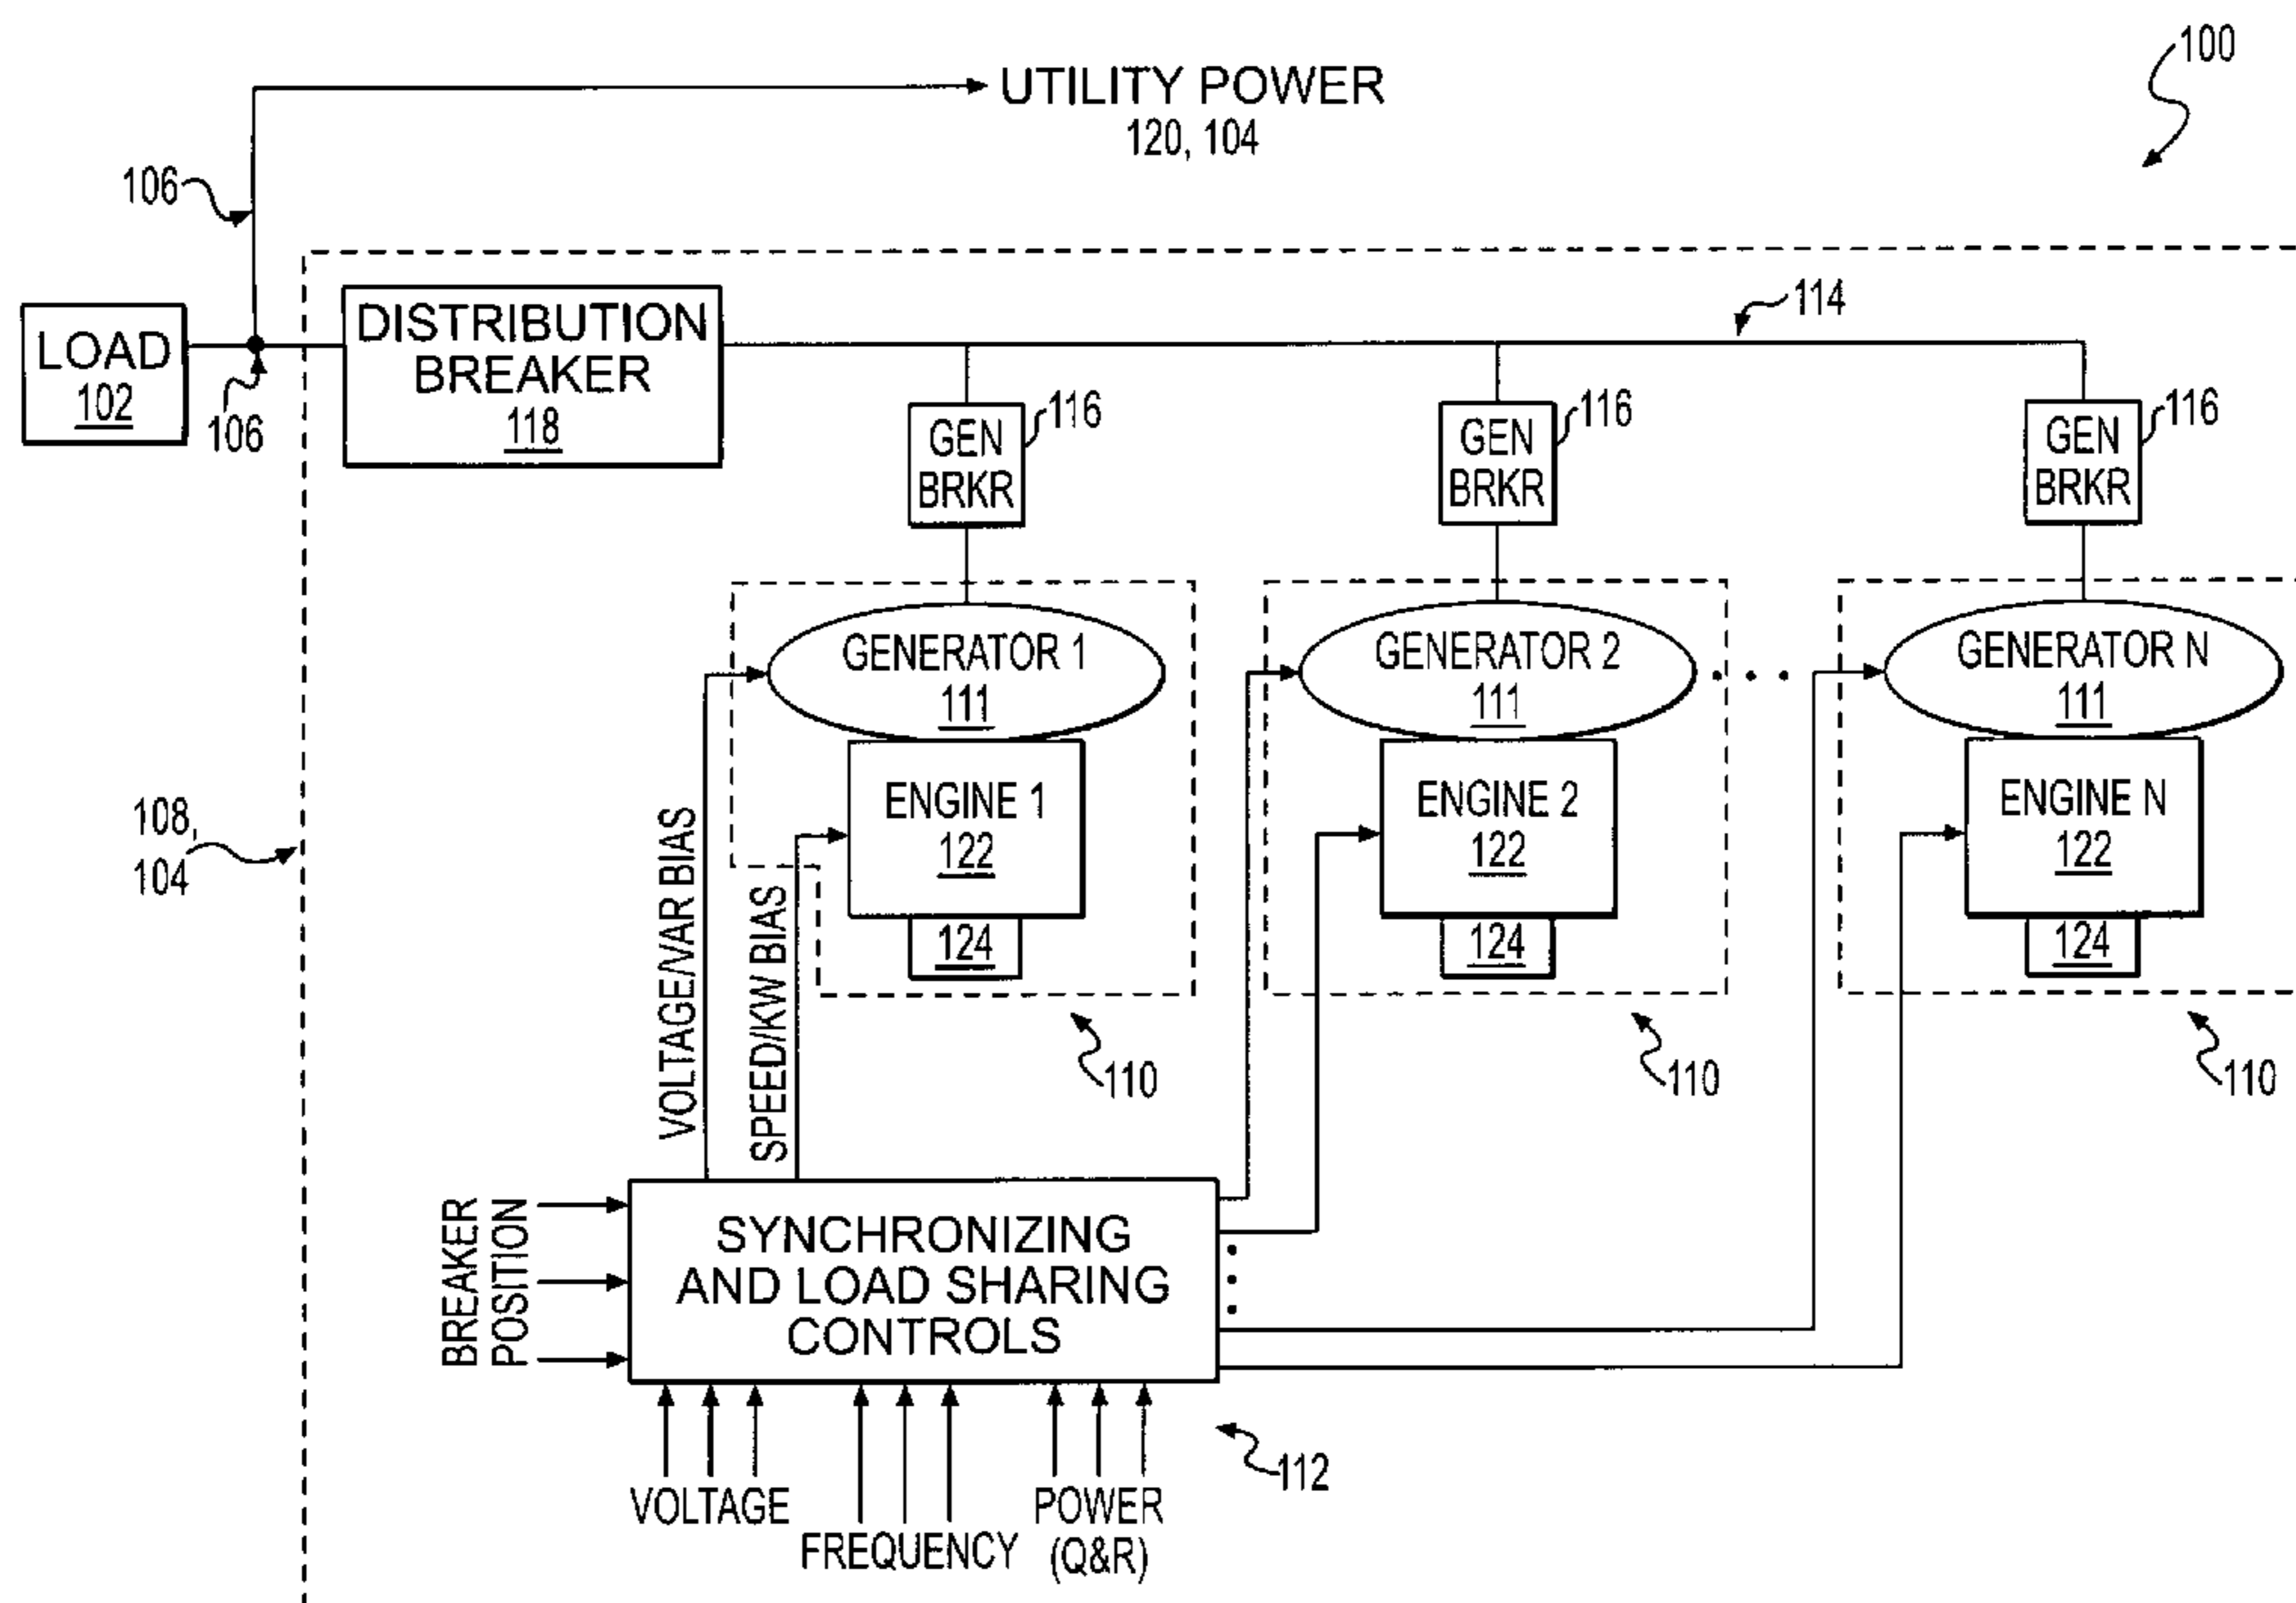 100
UTILITY POWER
120, 104
106
114
LOAD
102
106
DISTRIBUTION
BREAKER
118
GEN
BRKR
116
GEN
BRKR
116
GEN
BRKR
116
GENERATOR 1
111
GENERATOR 2
111
GENERATOR N
111
ENGINE 1
122
ENGINE 2
122
ENGINE N
122
124
124
124
108,
104
VOLTAGE/VAR BIAS
SPEED/KW BIAS
110
110
110
BREAKER
POSITION
SYNCHRONIZING
AND LOAD SHARING
CONTROLS
112
VOLTAGE
FREQUENCY
POWER
(Q&R)